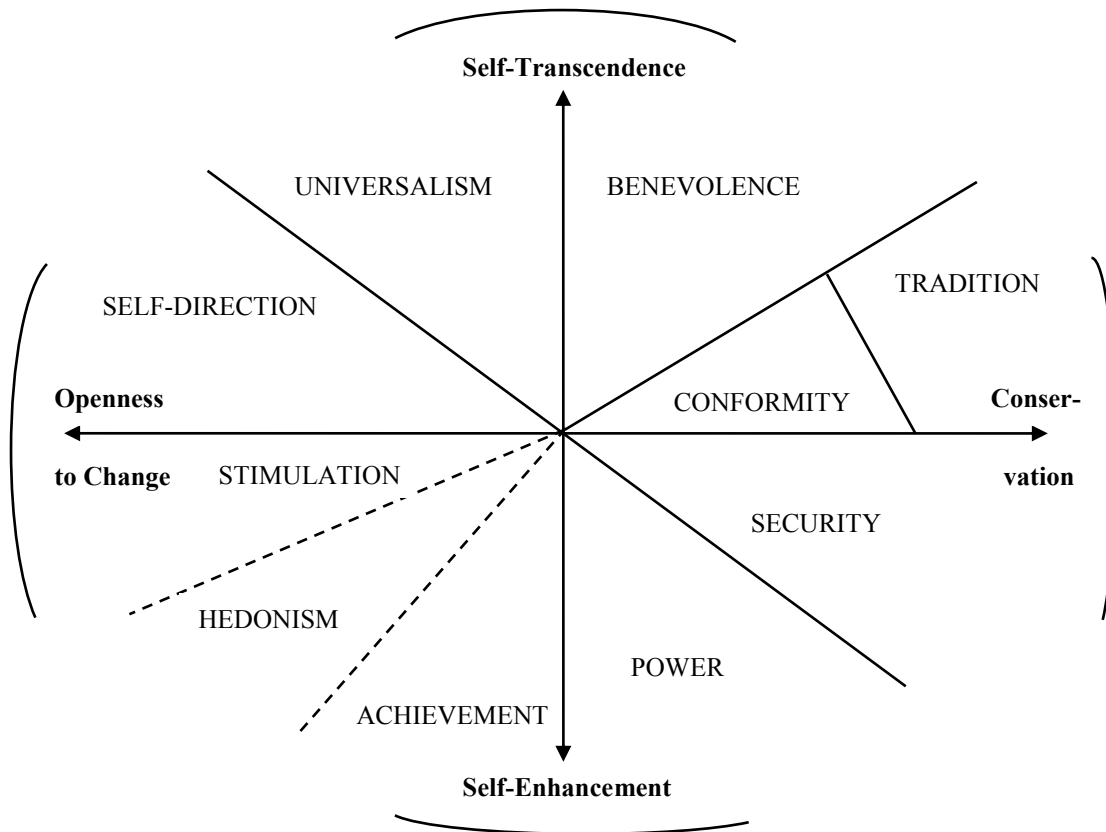 Self-Transcendence
UNIVERSALISM
BENEVOLENCE
TRADITION
SELF-DIRECTION
Openness
to Change
CONFORMITY
Conser-
vation
STIMULATION
SECURITY
HEDONISM
POWER
ACHIEVEMENT
Self-Enhancement